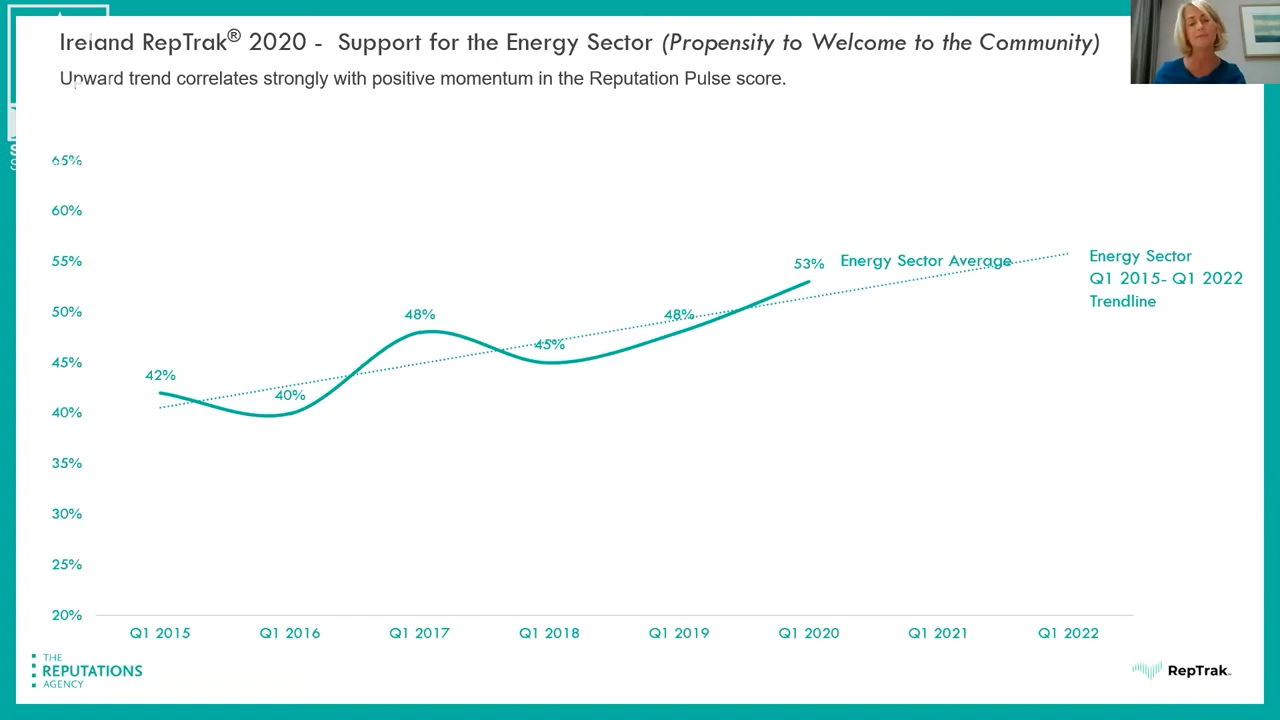 Ireland RepTrak® 2020 - Support for the Energy Sector (Propensity to Welcome to the Community)
Upward trend correlates strongly with positive momentum in the Reputation Pulse score.
65%
60%
55%
50%
45%
40%
35%
30%
25%
20%
42%
40%
48%
45%
48%
53%
Energy Sector Average
Energy Sector
Q1 2015- Q1 2022
Trendline
Q1 2015
Q1 2016
Q1 2017
Q1 2018
Q1 2019
Q1 2020
Q1 2021
Q1 2022
THE
REPUTATIONS
AGENCY
RepTrak™